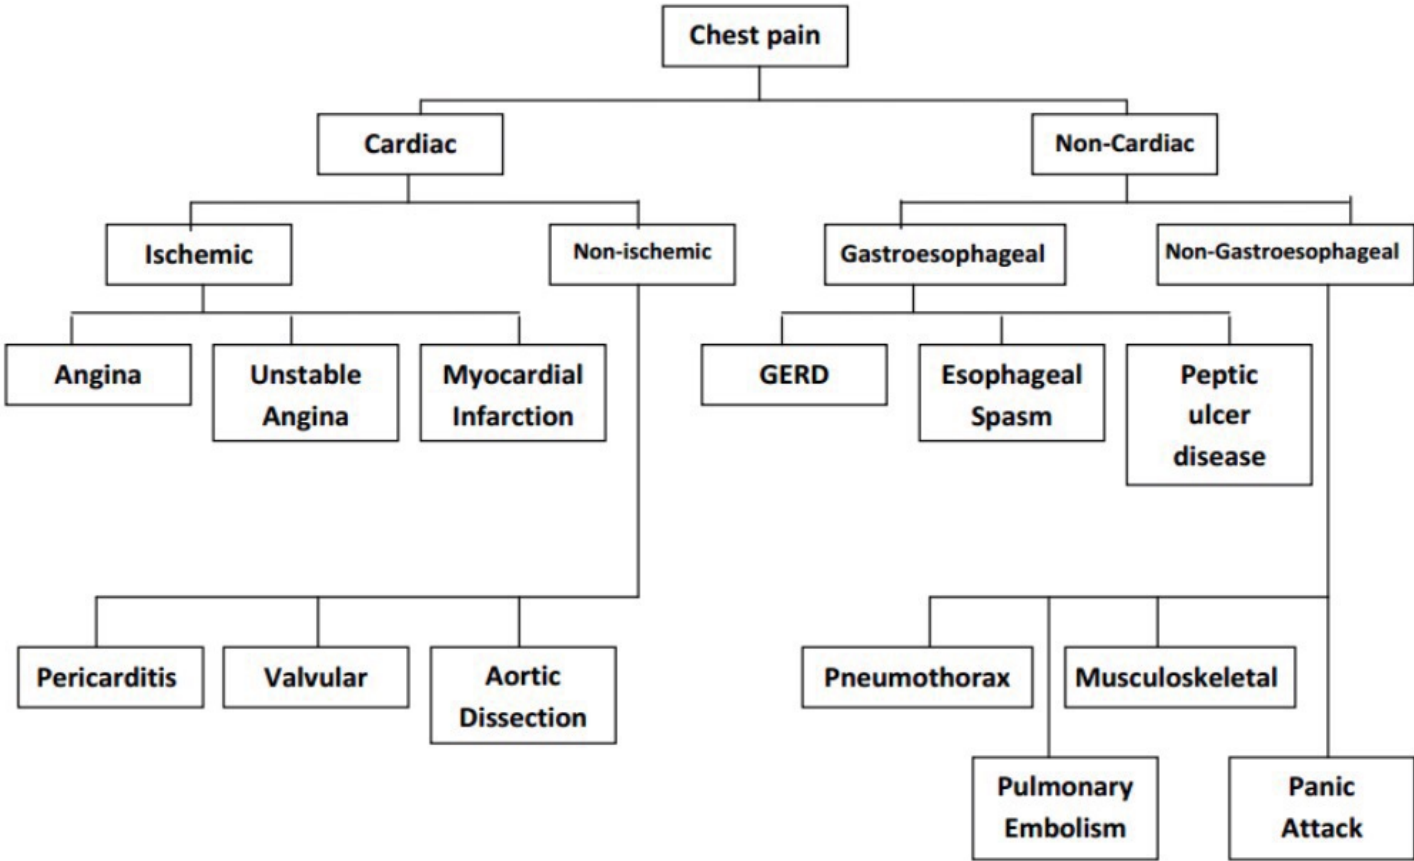 Chest pain
Cardiac
Non-Cardiac
Ischemic
Non-ischemic
Gastroesophageal
Non-Gastroesophageal
Angina
Unstable
Angina
Myocardial
Infarction
GERD
Esophageal
Spasm
Peptic
ulcer
disease
Pericarditis
Valvular
Aortic
Dissection
Pneumothorax
Musculoskeletal
Pulmonary
Embolism
Panic
Attack